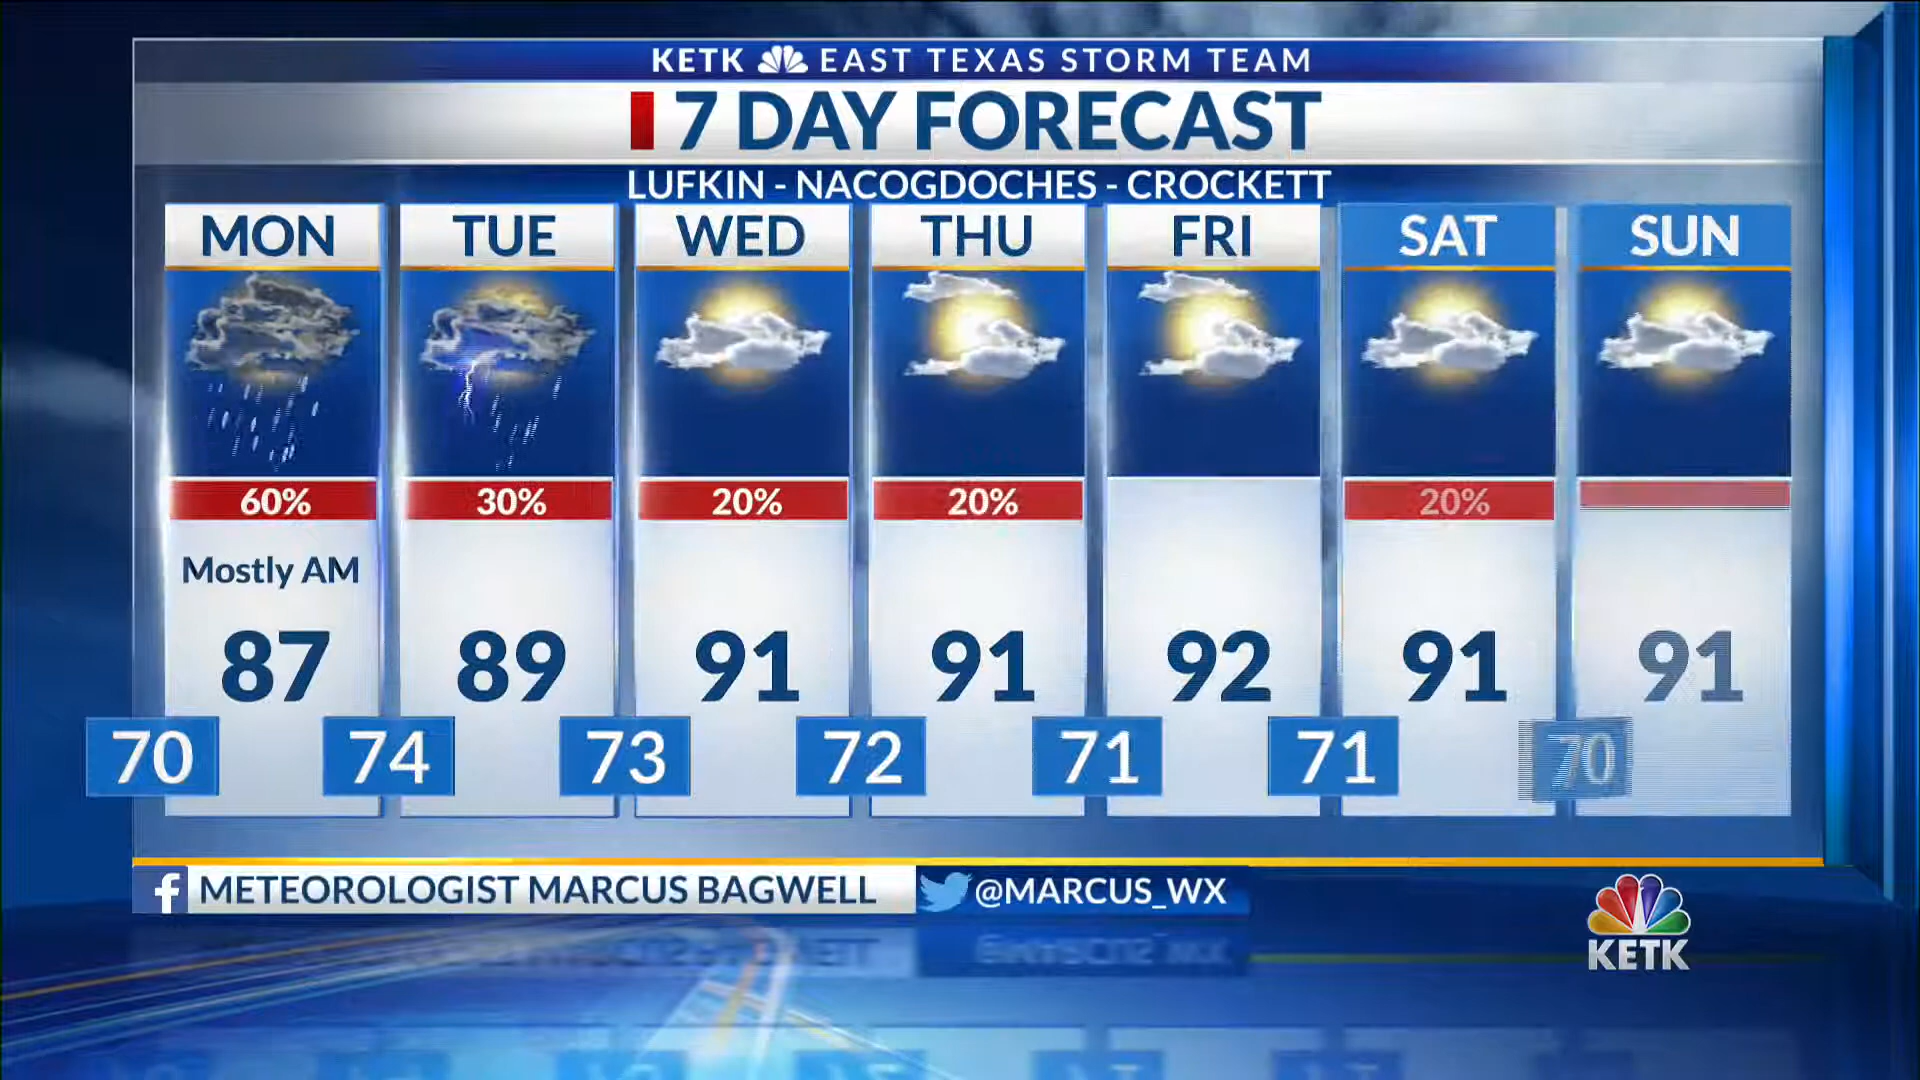 KETK EAST TEXAS STORM TEAM
7 DAY FORECAST
LUFKIN - NACOGDOCHES - CROCKETT
MON TUE WED THU FRI SAT SUN
60% 30% 20% 20% 20%
Mostly AM
87 89 91 91 92 91 91
70 74 73 72 71 71 70
f METEOROLOGIST MARCUS BAGWELL @MARCUS_WX
KETK